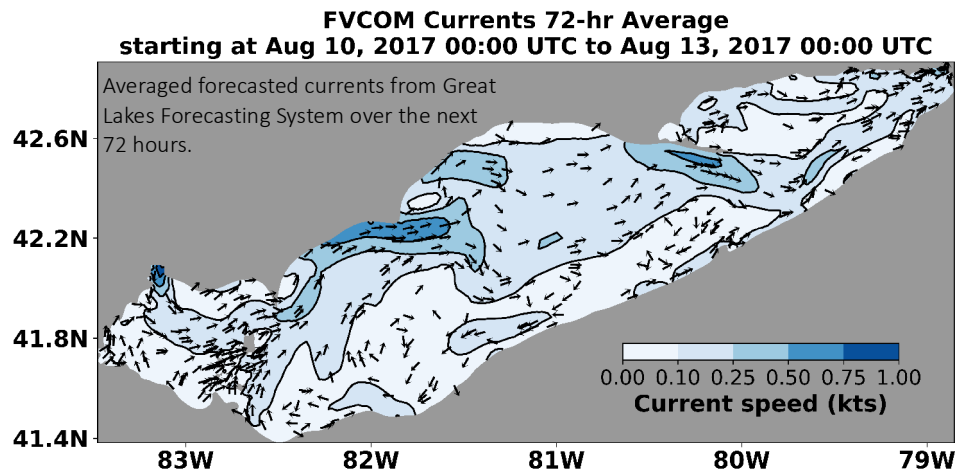 FVCOM Currents 72-hr Average
starting at Aug 10, 2017 00:00 UTC to Aug 13, 2017 00:00 UTC
Averaged forecasted currents from Great
Lakes Forecasting System over the next
72 hours.
42.6N
42.2N
41.8N
41.4N
0.00 0.10 0.25 0.50 0.75 1.00
Current speed (kts)
83W 82W 81W 80W 79W